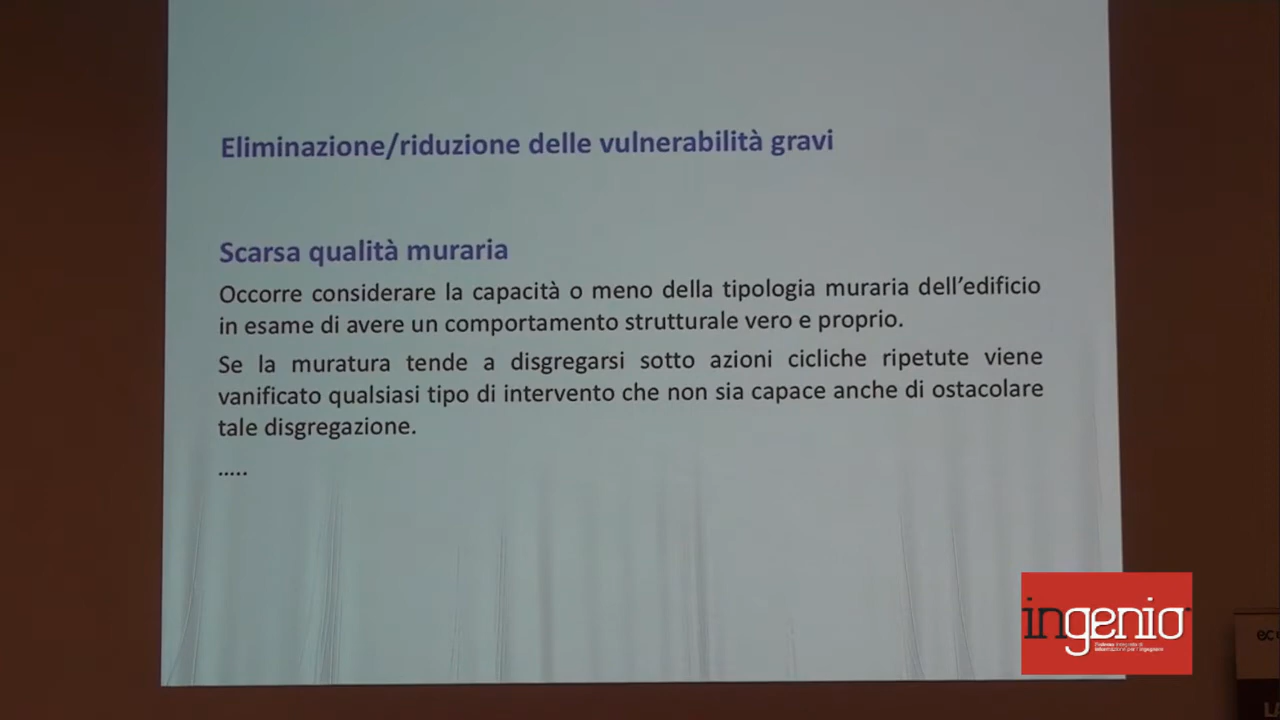 Eliminazione/riduzione delle vulnerabilità gravi
Scarsa qualità muraria
Occorre considerare la capacità o meno della tipologia muraria dell'edificio
in esame di avere un comportamento strutturale vero e proprio.
Se la muratura tende a disgregarsi sotto azioni cicliche ripetute viene
vanificato qualsiasi tipo di intervento che non sia capace anche di ostacolare
tale disgregazione.
.....
ingenio